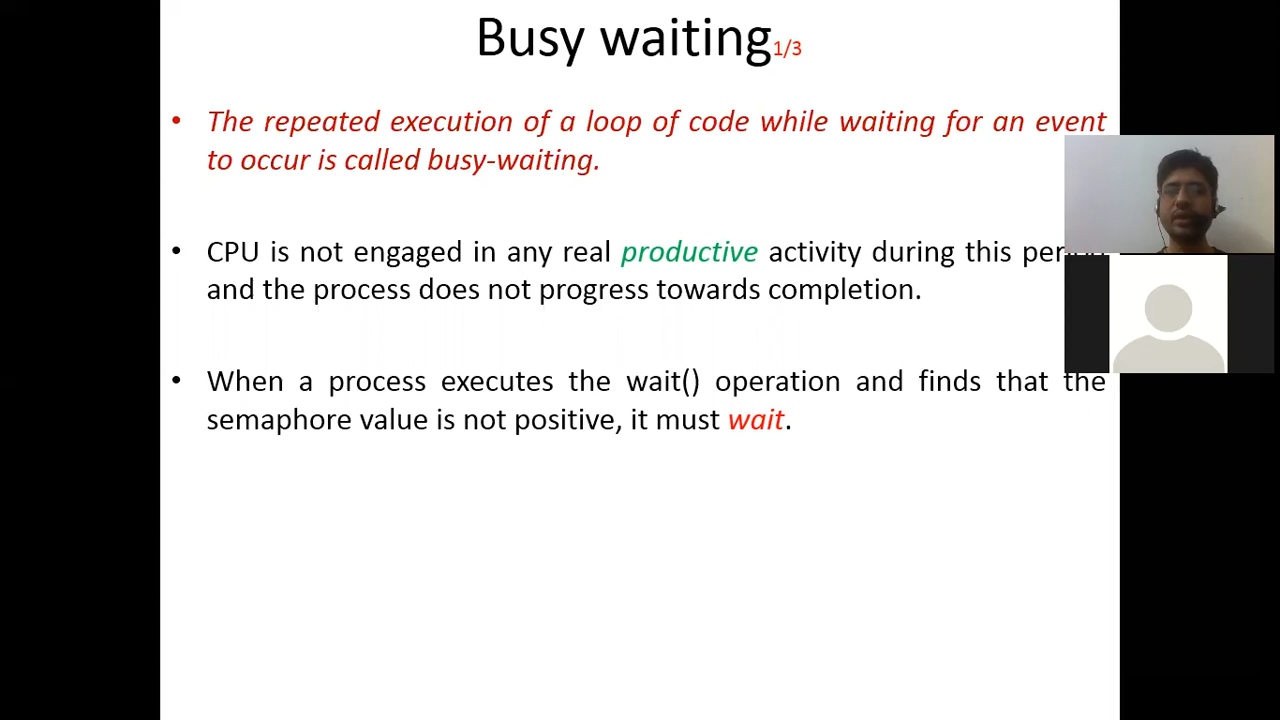 Busy waiting1/3
• The repeated execution of a loop of code while waiting for an event
to occur is called busy-waiting.
• CPU is not engaged in any real productive activity during this
and the process does not progress towards completion.
• When a process executes the wait() operation and finds that the
semaphore value is not positive, it must wait.